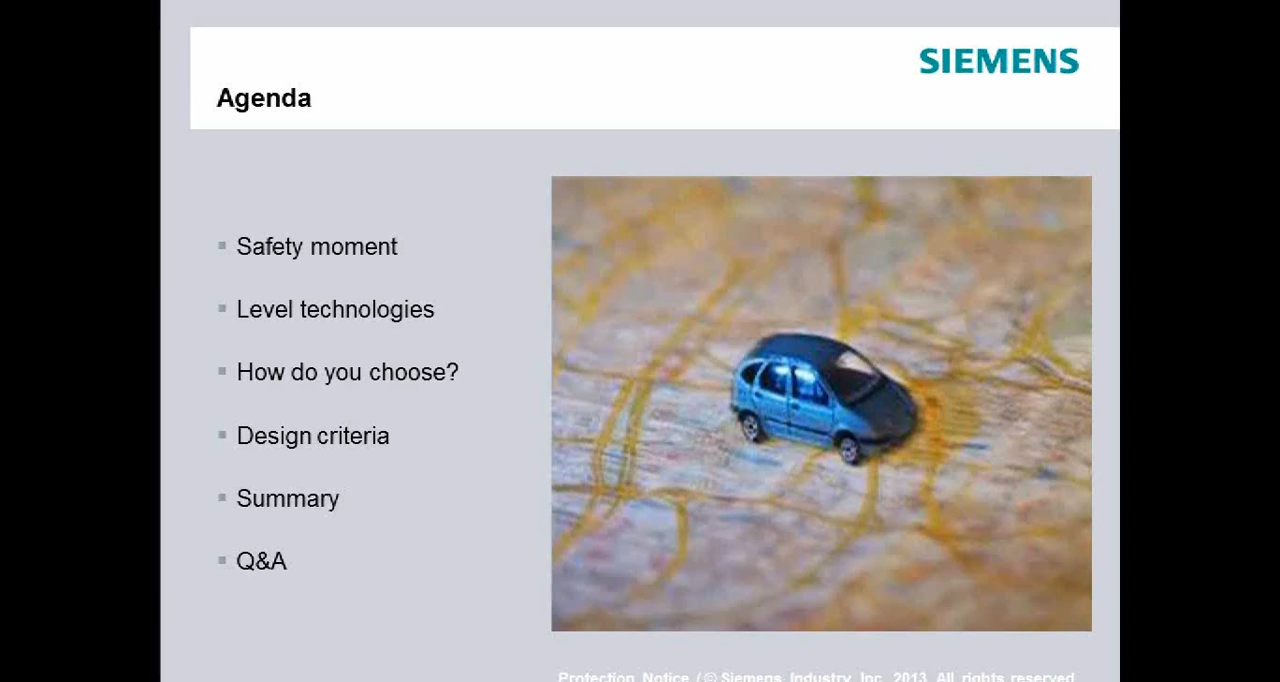 SIEMENS
Agenda
Safety moment
Level technologies
How do you choose?
Design criteria
Summary
Q&A
Protection Notice / © Siemens Industry, Inc. 2013. All rights reserved